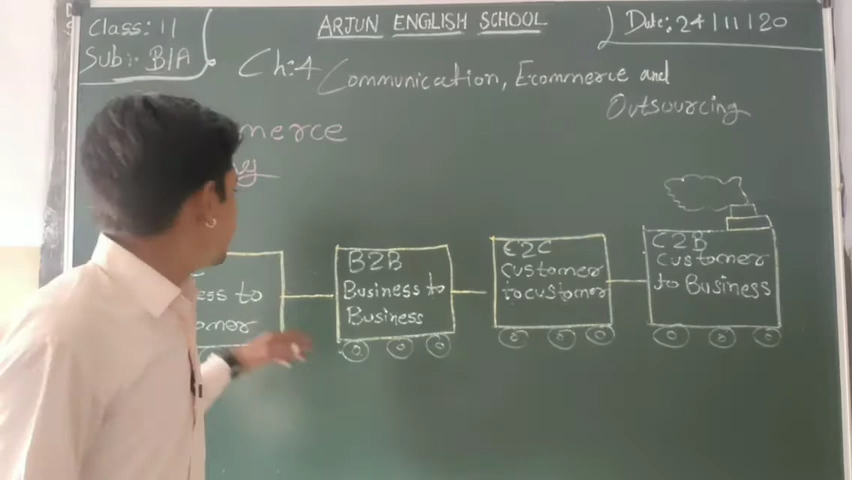 Class: 11
ARJUN ENGLISH SCHOOL
Date: 24/11/20
Sub:- B/A
Ch:4 Communication, Ecommerce and
Outsourcing
merce
B2B
Business to
Business
C2C
Customer
to customer
C2B
Customer
to Business
ess to
omer